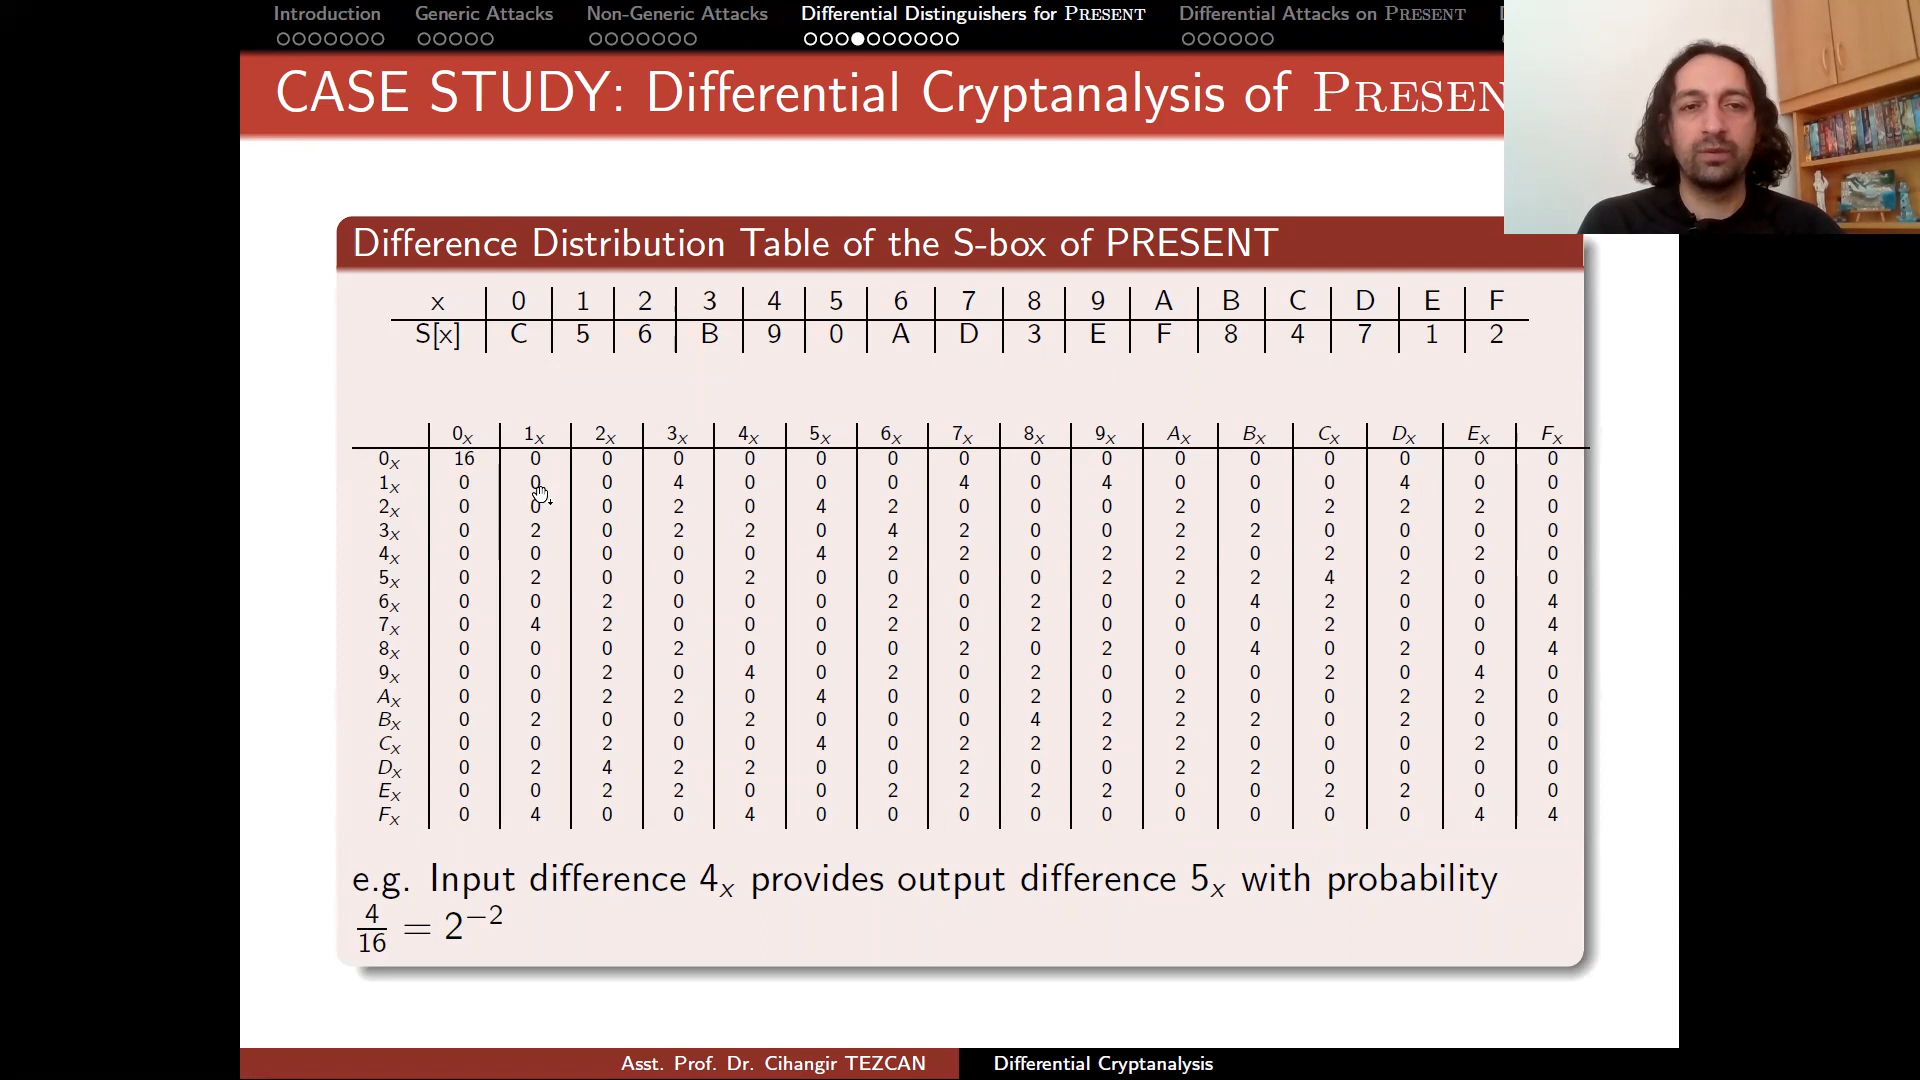 Introduction Generic Attacks Non-Generic Attacks Differential Distinguishers for PRESENT Differential Attacks on PRESENT
CASE STUDY: Differential Cryptanalysis of PRESEN
Difference Distribution Table of the S-box of PRESENT
x 0 1 2 3 4 5 6 7 8 9 A B C D E F
S[x] C 5 6 B 9 0 A D 3 E F 8 4 7 1 2
0x 1x 2x 3x 4x 5x 6x 7x 8x 9x Ax Bx Cx Dx Ex Fx
0x 16 0 0 0 0 0 0 0 0 0 0 0 0 0 0 0
1x 0 0 0 4 0 0 0 4 0 4 0 0 0 4 0 0
2x 0 0 0 2 0 4 2 0 0 0 2 0 2 2 2 0
3x 0 2 0 2 2 0 4 2 0 0 2 2 0 0 0 0
4x 0 0 0 0 0 4 2 2 0 2 2 0 2 0 2 0
5x 0 2 0 0 2 0 0 0 0 2 2 2 4 2 0 0
6x 0 0 2 0 0 0 2 0 2 0 0 4 2 0 0 4
7x 0 4 2 0 0 0 2 0 2 0 0 0 2 0 0 4
8x 0 0 0 2 0 0 0 2 0 2 0 4 0 2 0 4
9x 0 0 2 0 4 0 2 0 2 0 0 0 2 0 4 0
Ax 0 0 2 2 0 4 0 0 2 0 2 0 0 2 2 0
Bx 0 2 0 0 2 0 0 0 4 2 2 2 0 2 0 0
Cx 0 0 2 0 0 4 0 2 2 2 2 0 0 0 2 0
Dx 0 2 4 2 2 0 0 2 0 0 2 2 0 0 0 0
Ex 0 0 2 2 0 0 2 2 2 2 0 0 2 2 0 0
Fx 0 4 0 0 4 0 0 0 0 0 0 0 0 0 4 4
e.g. Input difference 4x provides output difference 5x with probability
4/16 = 2^-2
Asst. Prof. Dr. Cihangir TEZCAN Differential Cryptanalysis